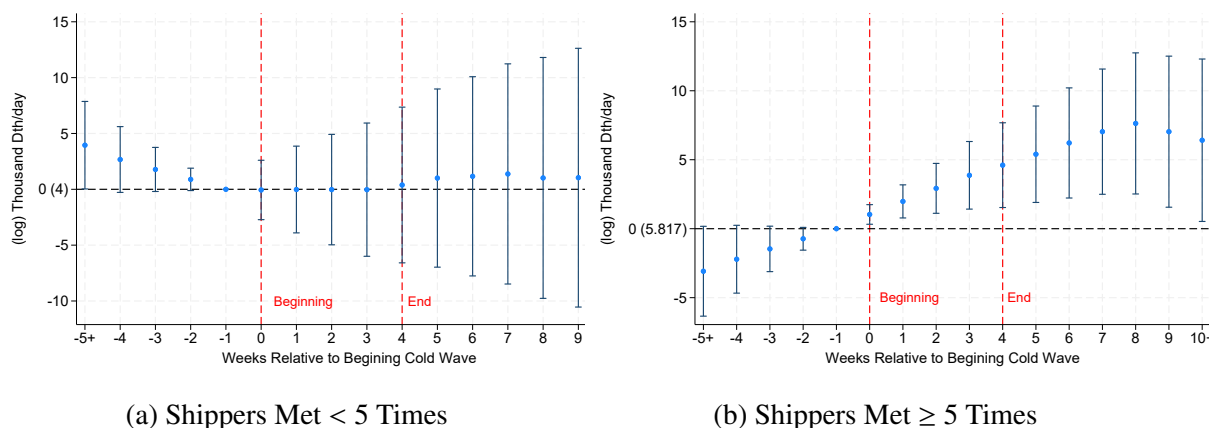 15
10
5
0 (4)
-5
-10
(log) Thousand Dth/day
Beginning
End
-5+ -4 -3 -2 -1 0 1 2 3 4 5 6 7 8 9
Weeks Relative to Begining Cold Wave
(a) Shippers Met < 5 Times
15
10
5
0 (5.817)
-5
(log) Thousand Dth/day
Beginning
End
-5+ -4 -3 -2 -1 0 1 2 3 4 5 6 7 8 9 10+
Weeks Relative to Begining Cold Wave
(b) Shippers Met ≥ 5 Times